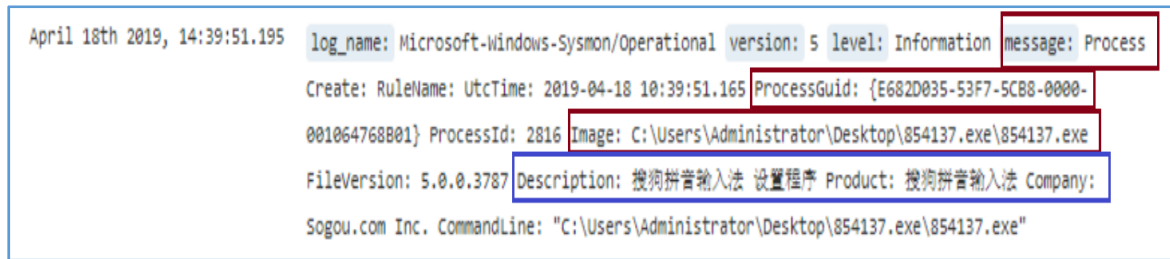 April 18th 2019, 14:39:51.195 log_name: Microsoft-Windows-Sysmon/Operational version: 5 level: Information message: Process
Create: RuleName: UtcTime: 2019-04-18 10:39:51.165 ProcessGuid: {E682D035-53F7-5CB8-0000-
001064768B01} ProcessId: 2816 Image: C:\Users\Administrator\Desktop\854137.exe\854137.exe
FileVersion: 5.0.0.3787 Description: 搜狗拼音输入法 设置程序 Product: 搜狗拼音输入法 Company:
Sogou.com Inc. CommandLine: "C:\Users\Administrator\Desktop\854137.exe\854137.exe"